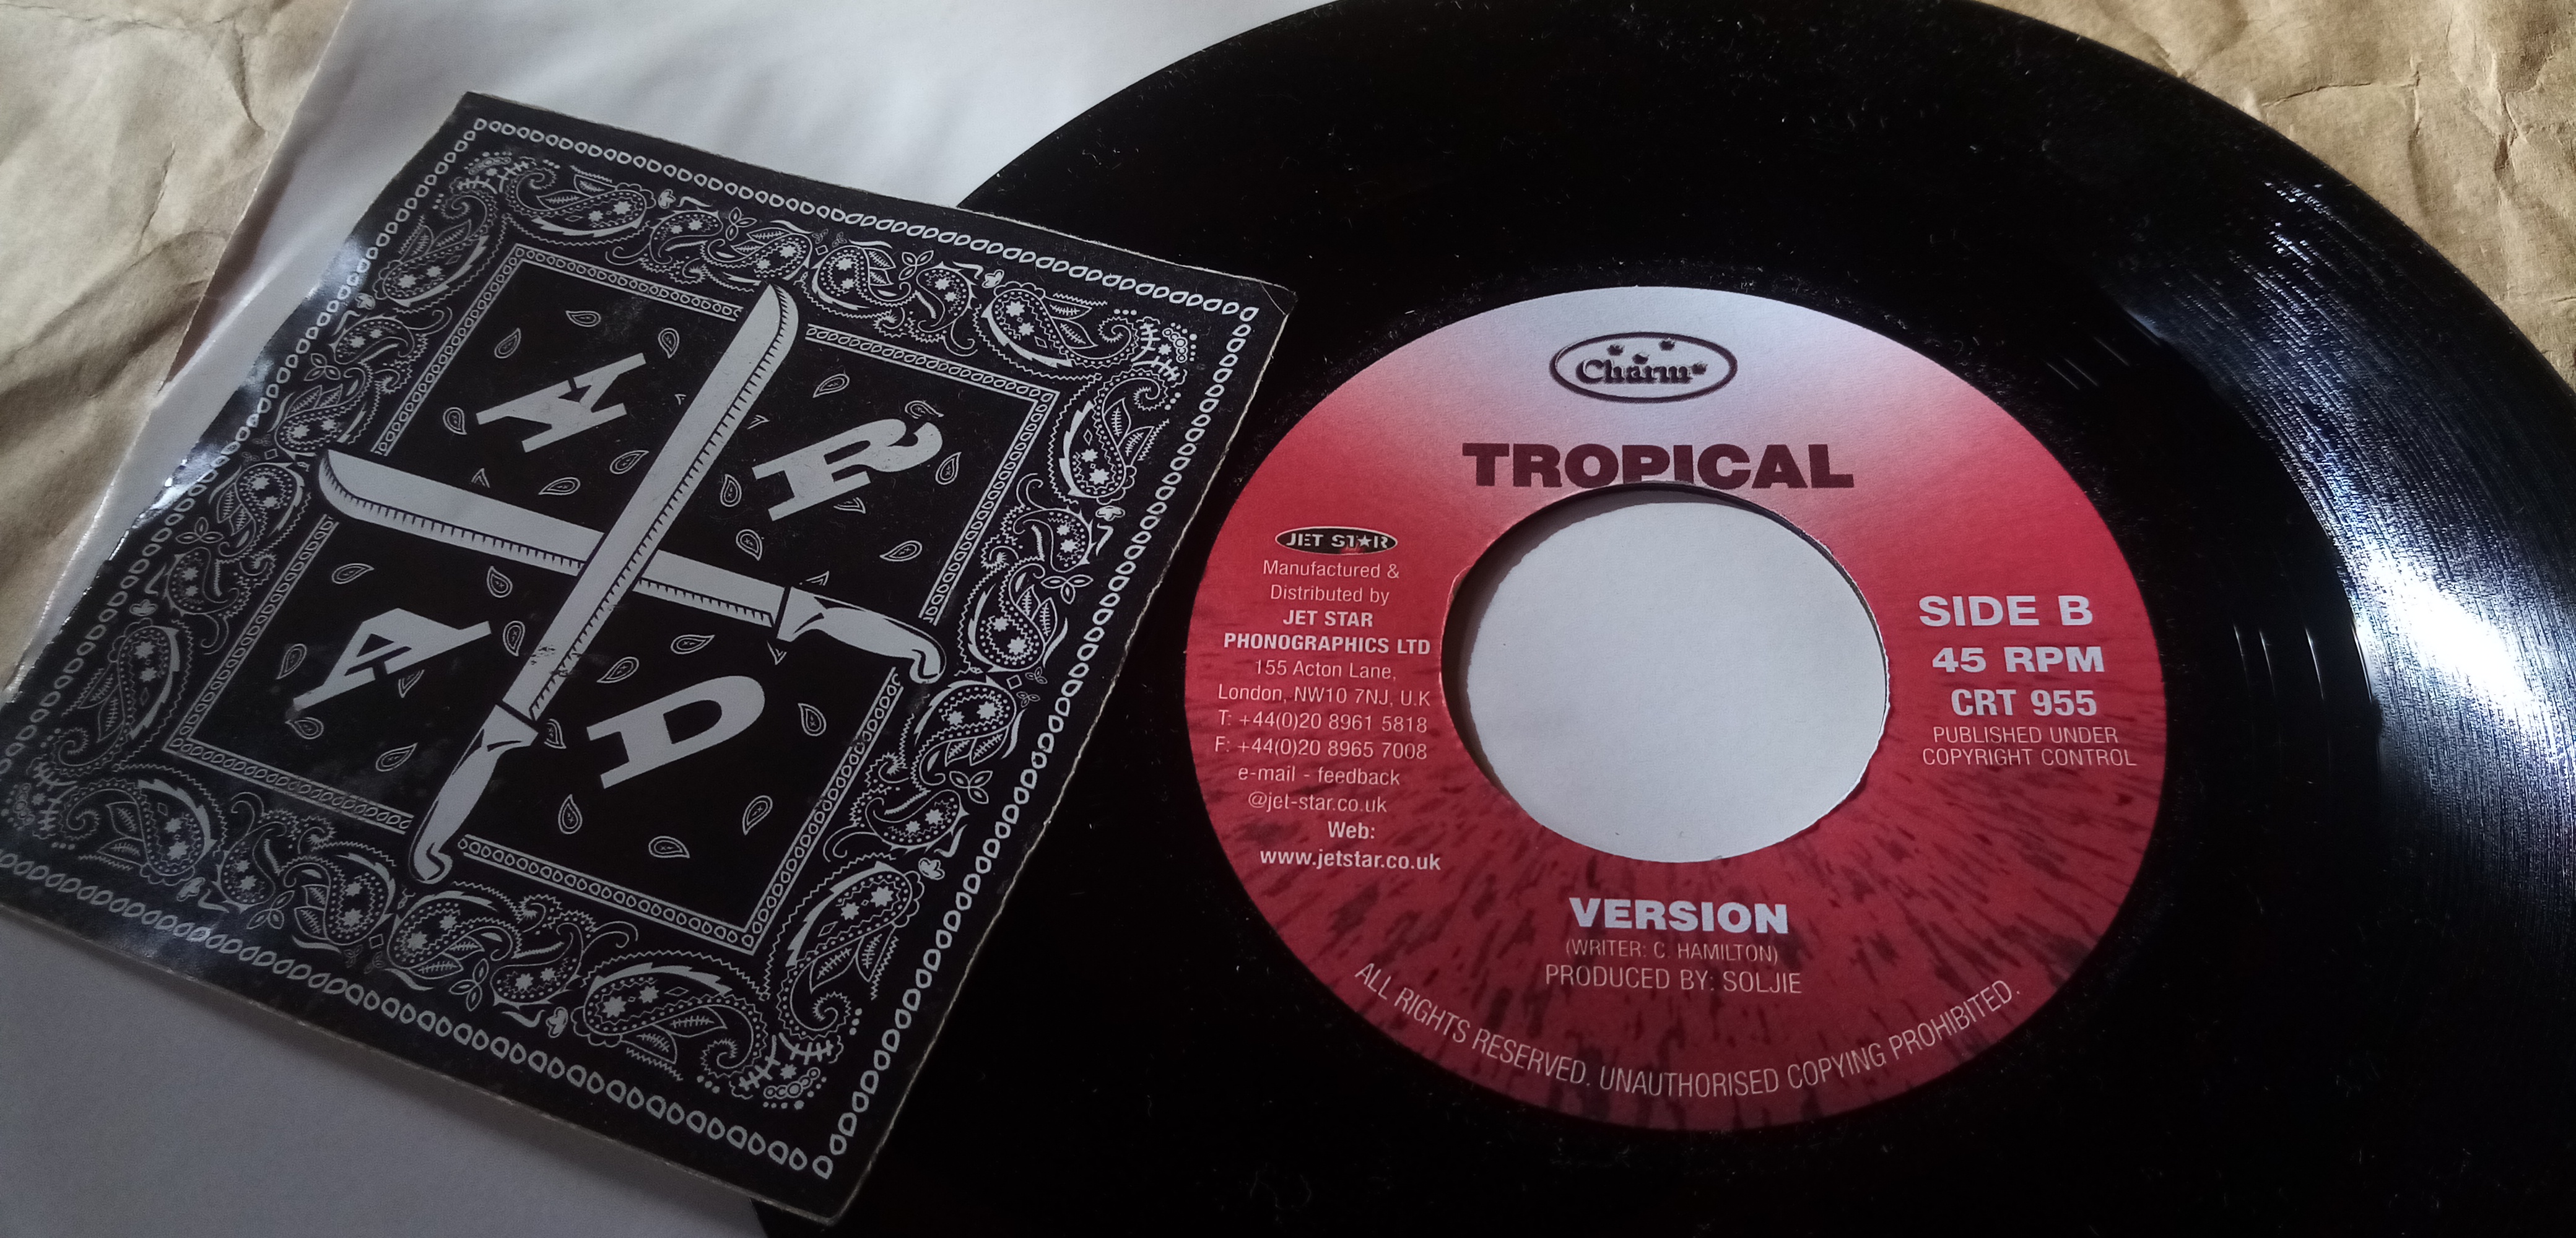 A R
A D
Charm
TROPICAL
JET STAR
Manufactured &
Distributed by
JET STAR
PHONOGRAPHICS LTD
155 Acton Lane,
London, NW10 7NJ, U.K
T: +44(0)20 8961 5818
F: +44(0)20 8965 7008
e-mail - feedback
@jet-star.co.uk
Web:
www.jetstar.co.uk
SIDE B
45 RPM
CRT 955
PUBLISHED UNDER
COPYRIGHT CONTROL
VERSION
(WRITER: C. HAMILTON)
PRODUCED BY: SOLJIE
ALL RIGHTS RESERVED. UNAUTHORISED COPYING PROHIBITED.